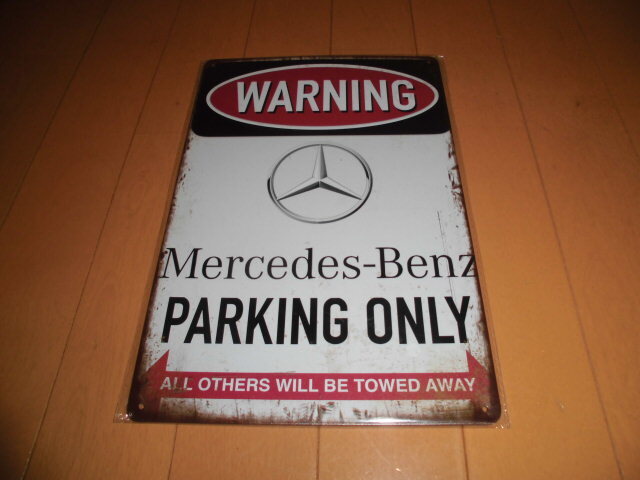 WARNING
Mercedes-Benz
PARKING ONLY
ALL OTHERS WILL BE TOWED AWAY